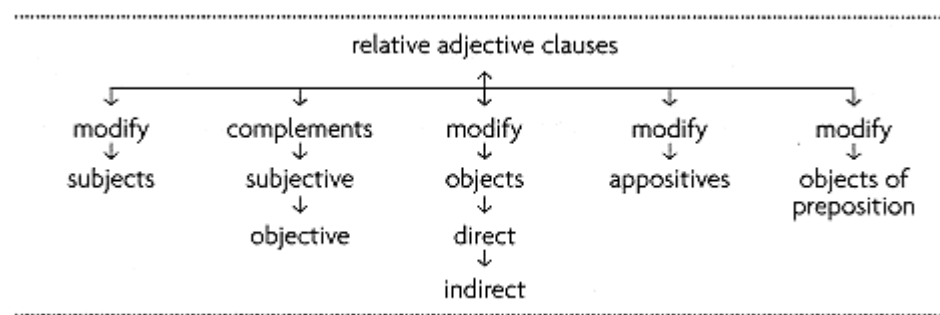 relative adjective clauses
modify complements modify modify modify
subjects subjective objects appositives objects of
preposition
objective direct
indirect